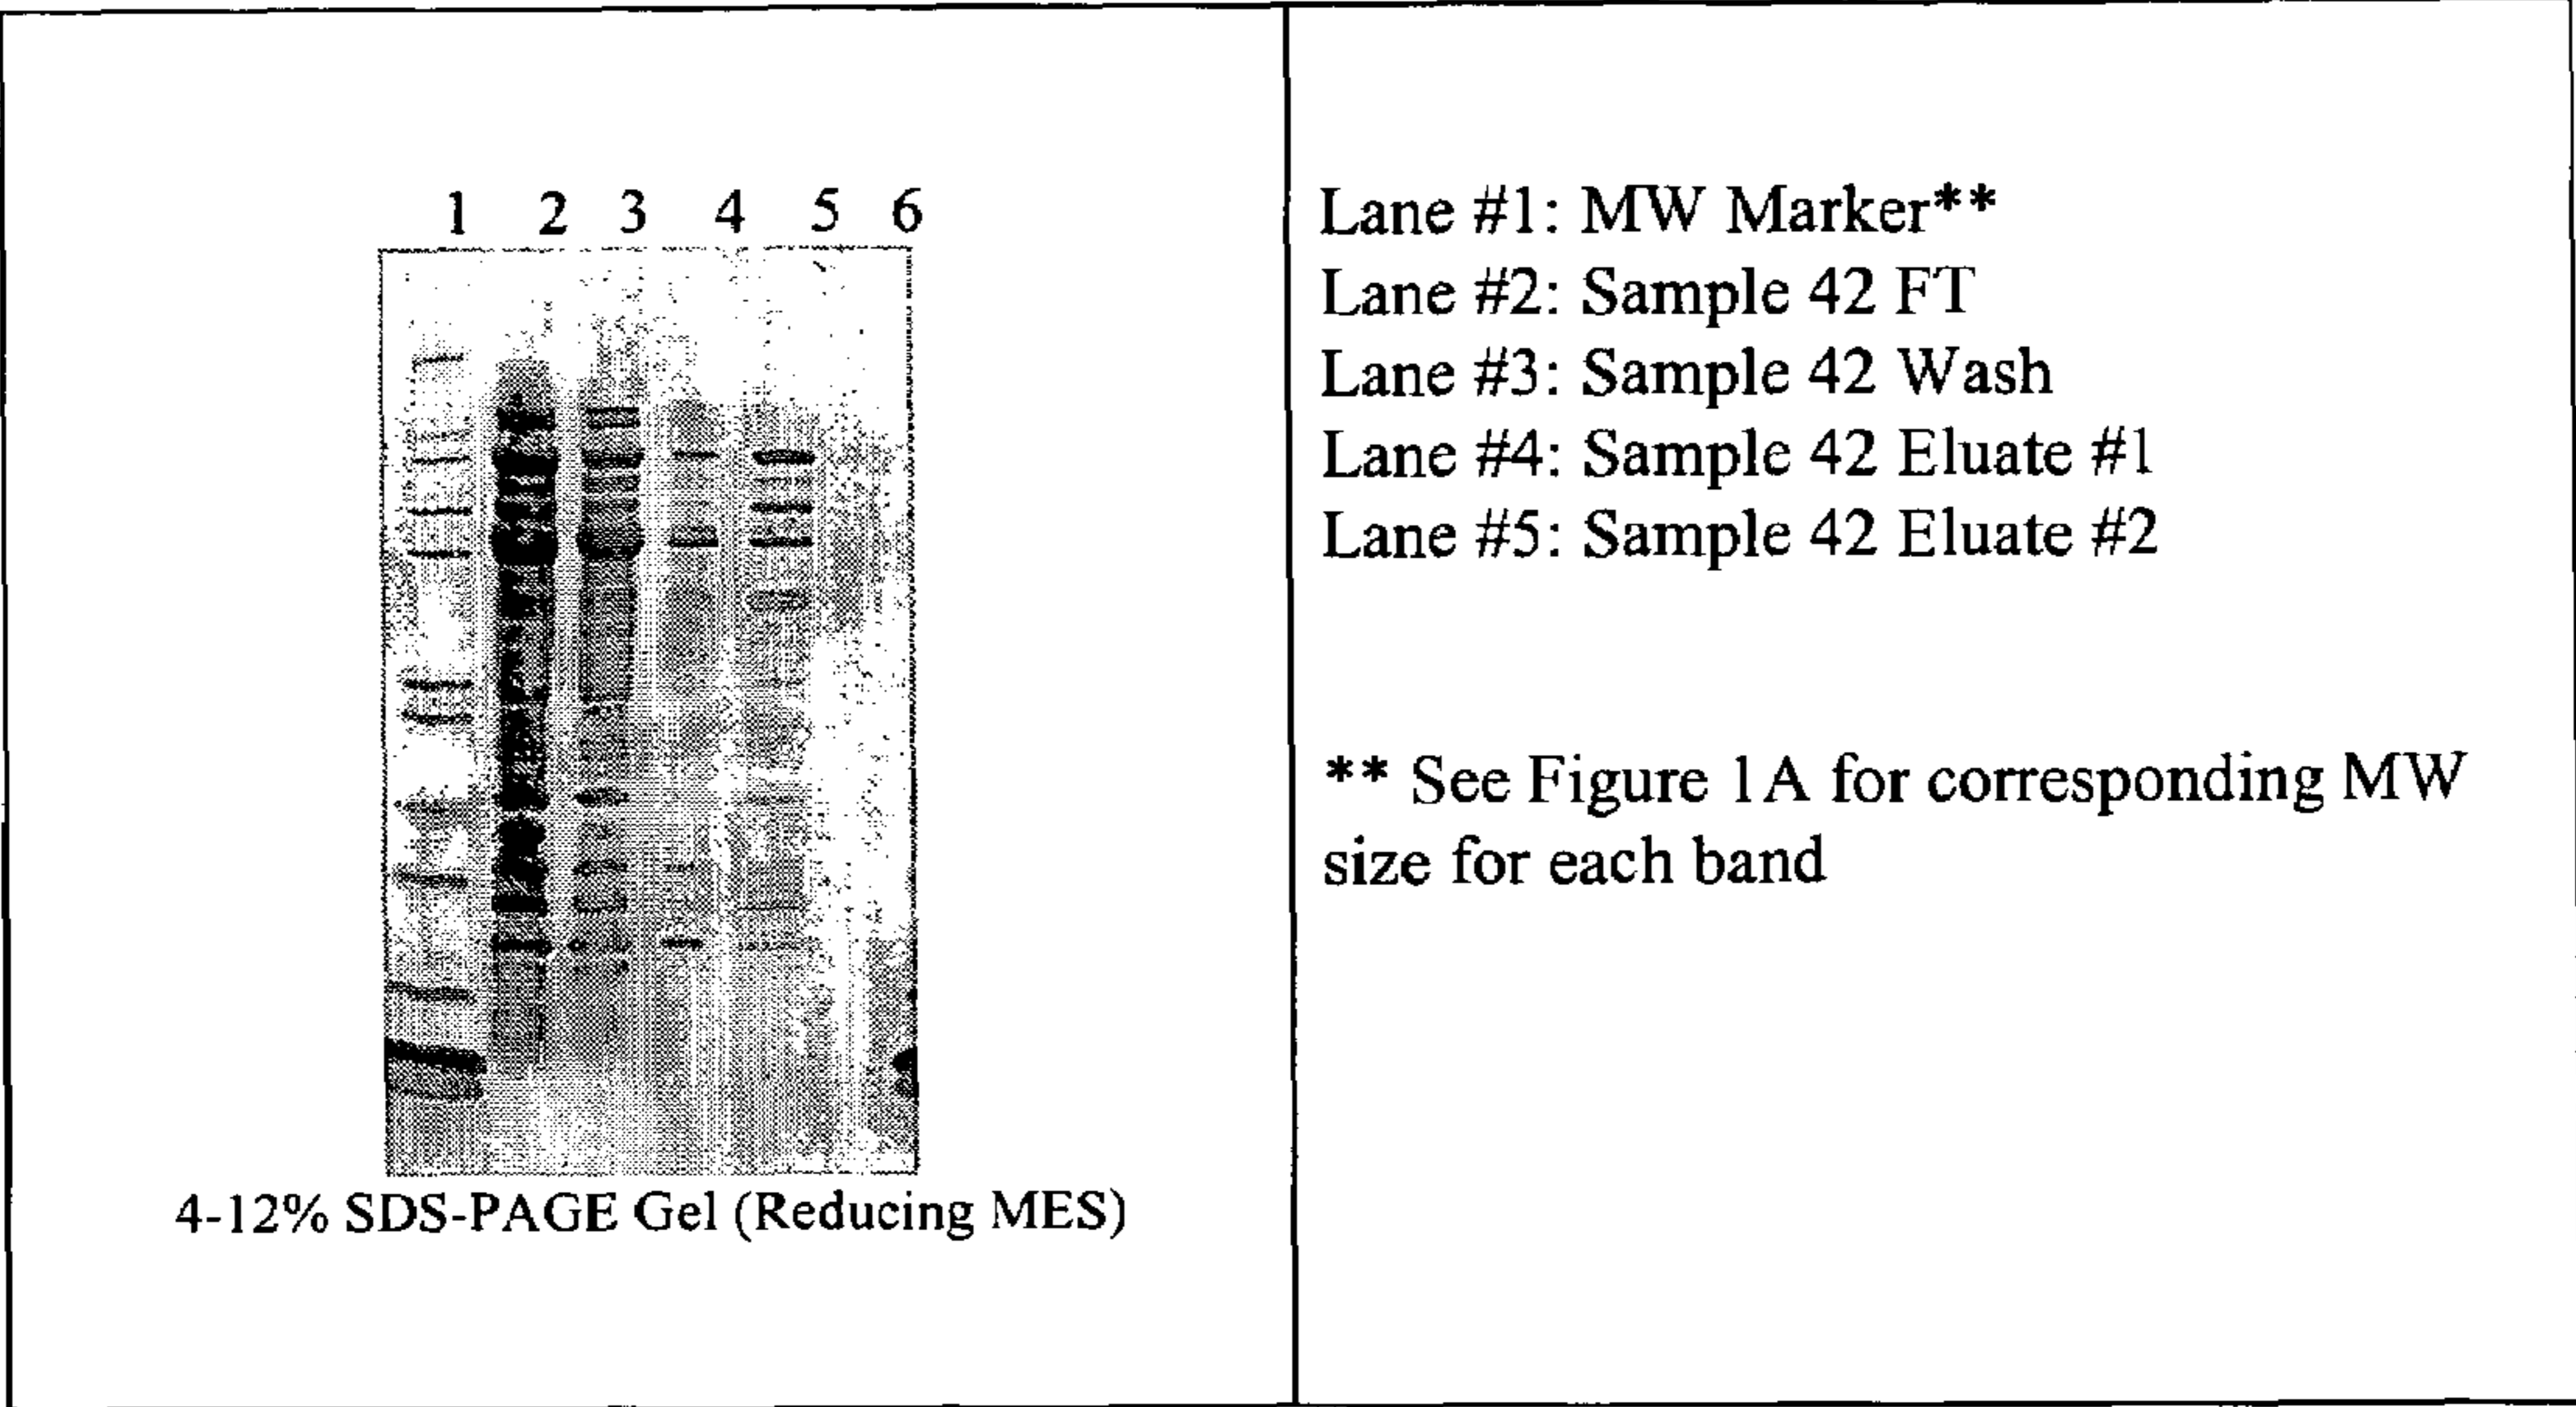 1 2 3 4 5 6
4-12% SDS-PAGE Gel (Reducing MES)
Lane #1: MW Marker**
Lane #2: Sample 42 FT
Lane #3: Sample 42 Wash
Lane #4: Sample 42 Eluate #1
Lane #5: Sample 42 Eluate #2
** See Figure 1A for corresponding MW
size for each band